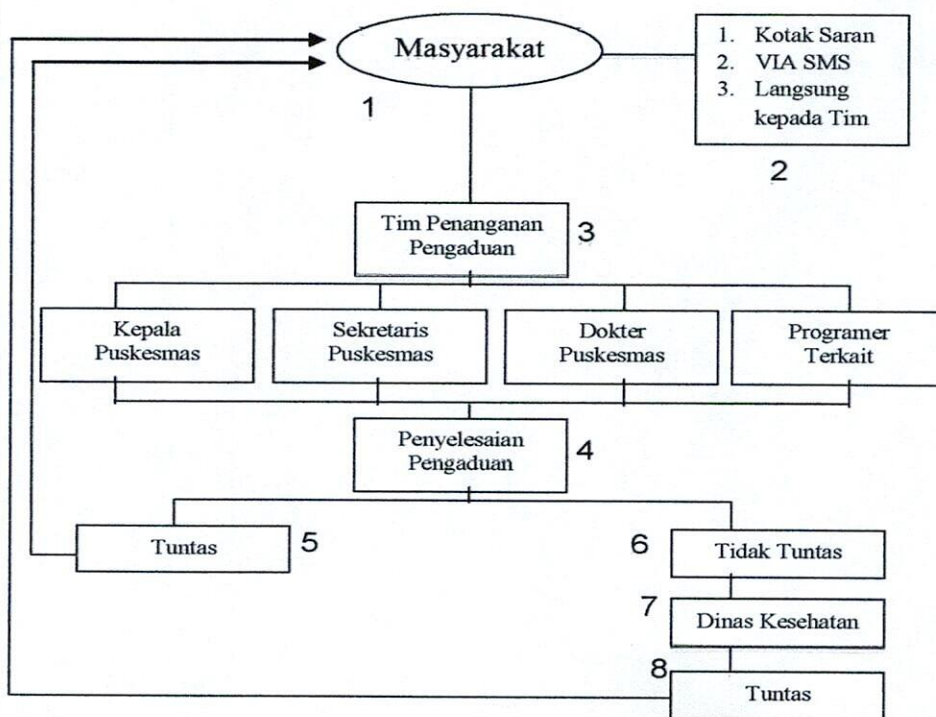 Masyarakat
1
1. Kotak Saran
2. VIA SMS
3. Langsung
kepada Tim
2
Tim Penanganan
Pengaduan
3
Kepala
Puskesmas
Sekretaris
Puskesmas
Dokter
Puskesmas
Programer
Terkait
Penyelesaian
Pengaduan
4
Tuntas
5
6
Tidak Tuntas
7
Dinas Kesehatan
8
Tuntas